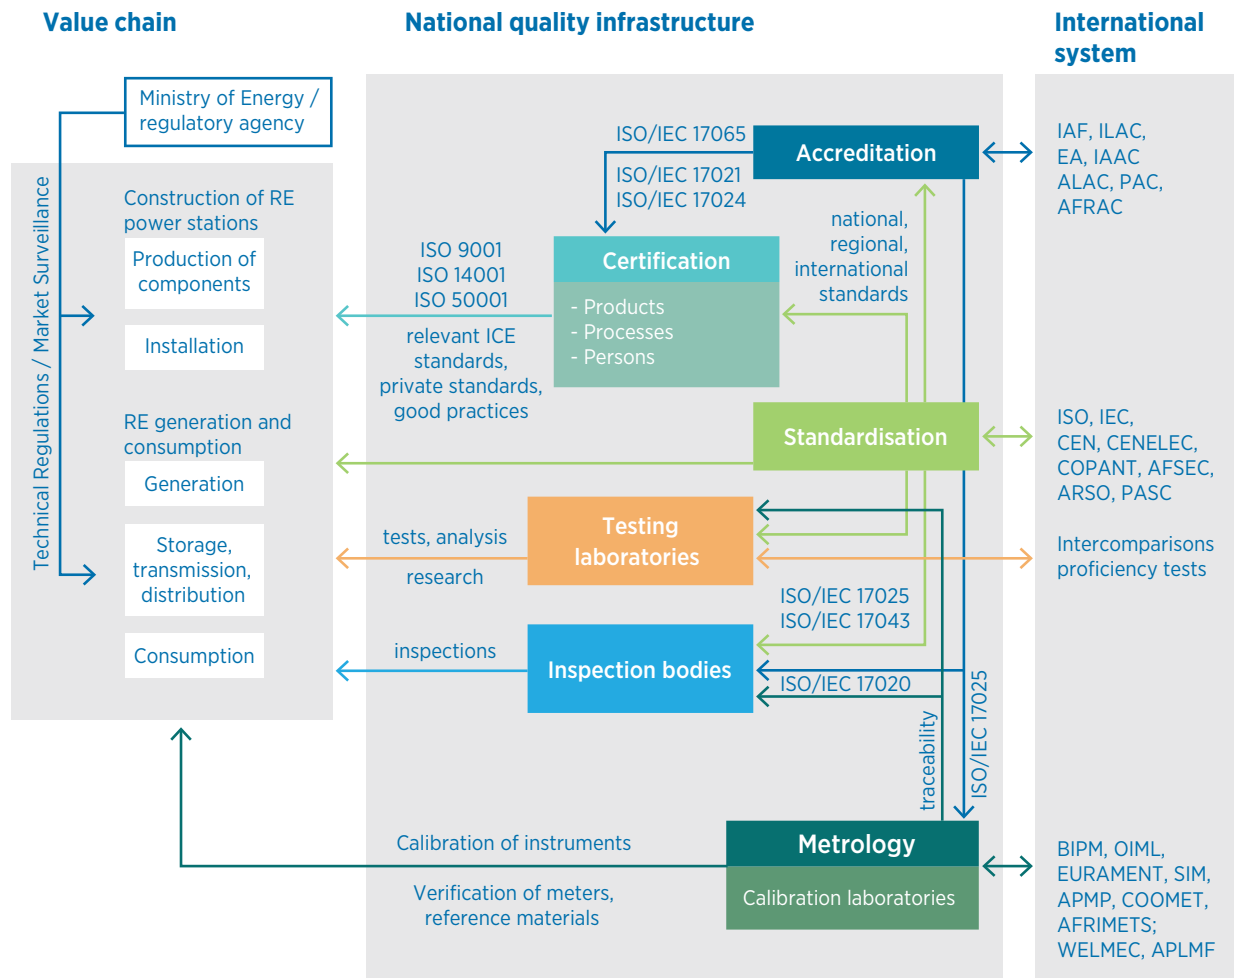 Value chain
National quality infrastructure
International
system
Ministry of Energy /
regulatory agency
Technical Regulations / Market Surveillance
Construction of RE
power stations
Production of
components
Installation
RE generation and
consumption
Generation
Storage,
transmission,
distribution
Consumption
ISO/IEC 17065
ISO/IEC 17021
ISO/IEC 17024
Accreditation
national,
regional,
international
standards
ISO 9001
ISO 14001
ISO 50001
relevant ICE
standards,
private standards,
good practices
Certification
- Products
- Processes
- Persons
Standardisation
tests, analysis
research
Testing
laboratories
ISO/IEC 17025
ISO/IEC 17043
inspections
Inspection bodies
ISO/IEC 17020
traceability
ISO/IEC 17025
Calibration of instruments
Verification of meters,
reference materials
Metrology
Calibration laboratories
IAF, ILAC,
EA, IAAC
ALAC, PAC,
AFRAC
ISO, IEC,
CEN, CENELEC,
COPANT, AFSEC,
ARSO, PASC
Intercomparisons
proficiency tests
BIPM, OIML,
EURAMENT, SIM,
APMP, COOMET,
AFRIMETS;
WELMEC, APLMF